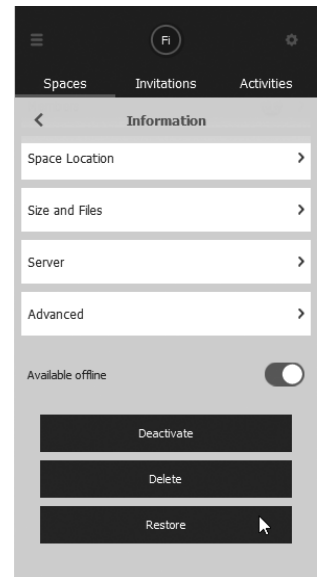 Fi
Spaces Invitations Activities
Information
Space Location
Size and Files
Server
Advanced
Available offline
Deactivate
Delete
Restore